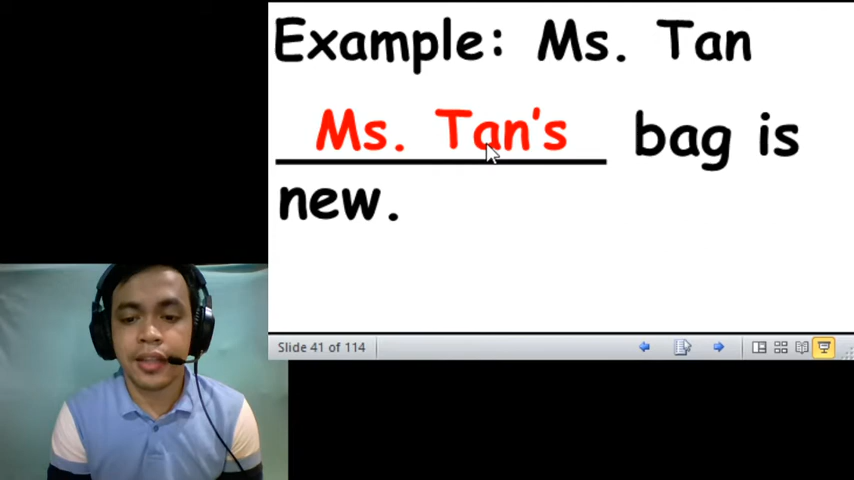 Example: Ms. Tan
Ms. Tan's bag is
new.
Slide 41 of 114